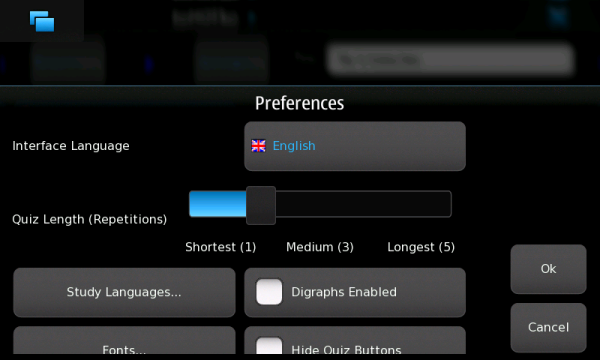 Preferences
Interface Language
English
Quiz Length (Repetitions)
Shortest (1) Medium (3) Longest (5)
Study Languages...
Digraphs Enabled
Ok
Fonts...
Hide Quiz Buttons
Cancel